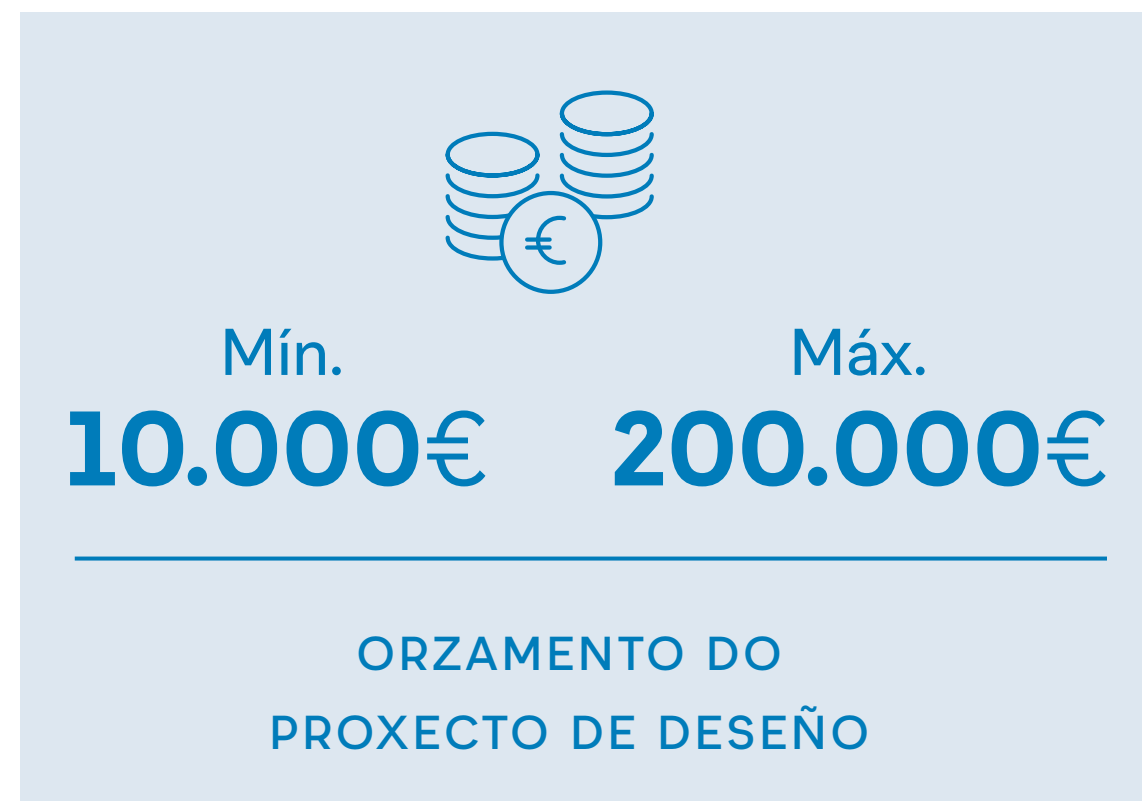 €
Mín. Máx.
10.000€ 200.000€
ORZAMENTO DO
PROXECTO DE DESEÑO